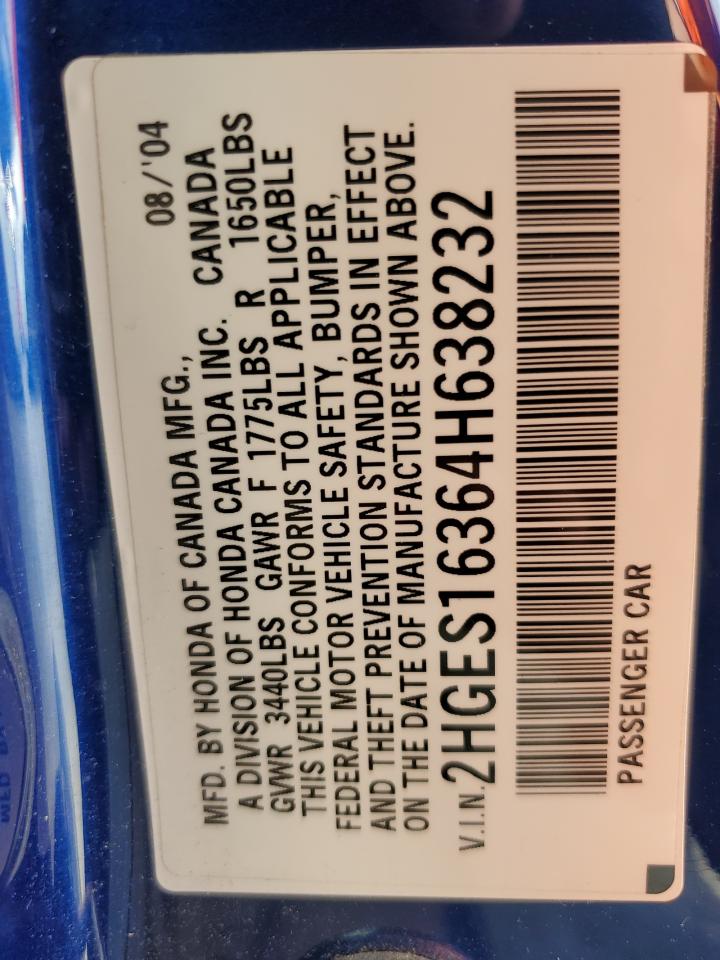 MFD. BY HONDA OF CANADA MFG., 08/'04
A DIVISION OF HONDA CANADA INC. CANADA
GVWR 3440LBS GAWR F 1775LBS R 1650LBS
THIS VEHICLE CONFORMS TO ALL APPLICABLE
FEDERAL MOTOR VEHICLE SAFETY, BUMPER,
AND THEFT PREVENTION STANDARDS IN EFFECT
ON THE DATE OF MANUFACTURE SHOWN ABOVE.
V.I.N. 2HGES16364H638232
PASSENGER CAR